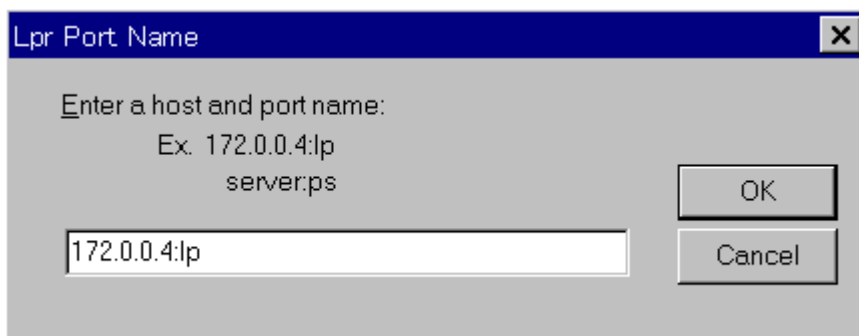 Lpr Port Name
Enter a host and port name:
Ex. 172.0.0.4:lp
server:ps
OK
172.0.0.4:lp
Cancel